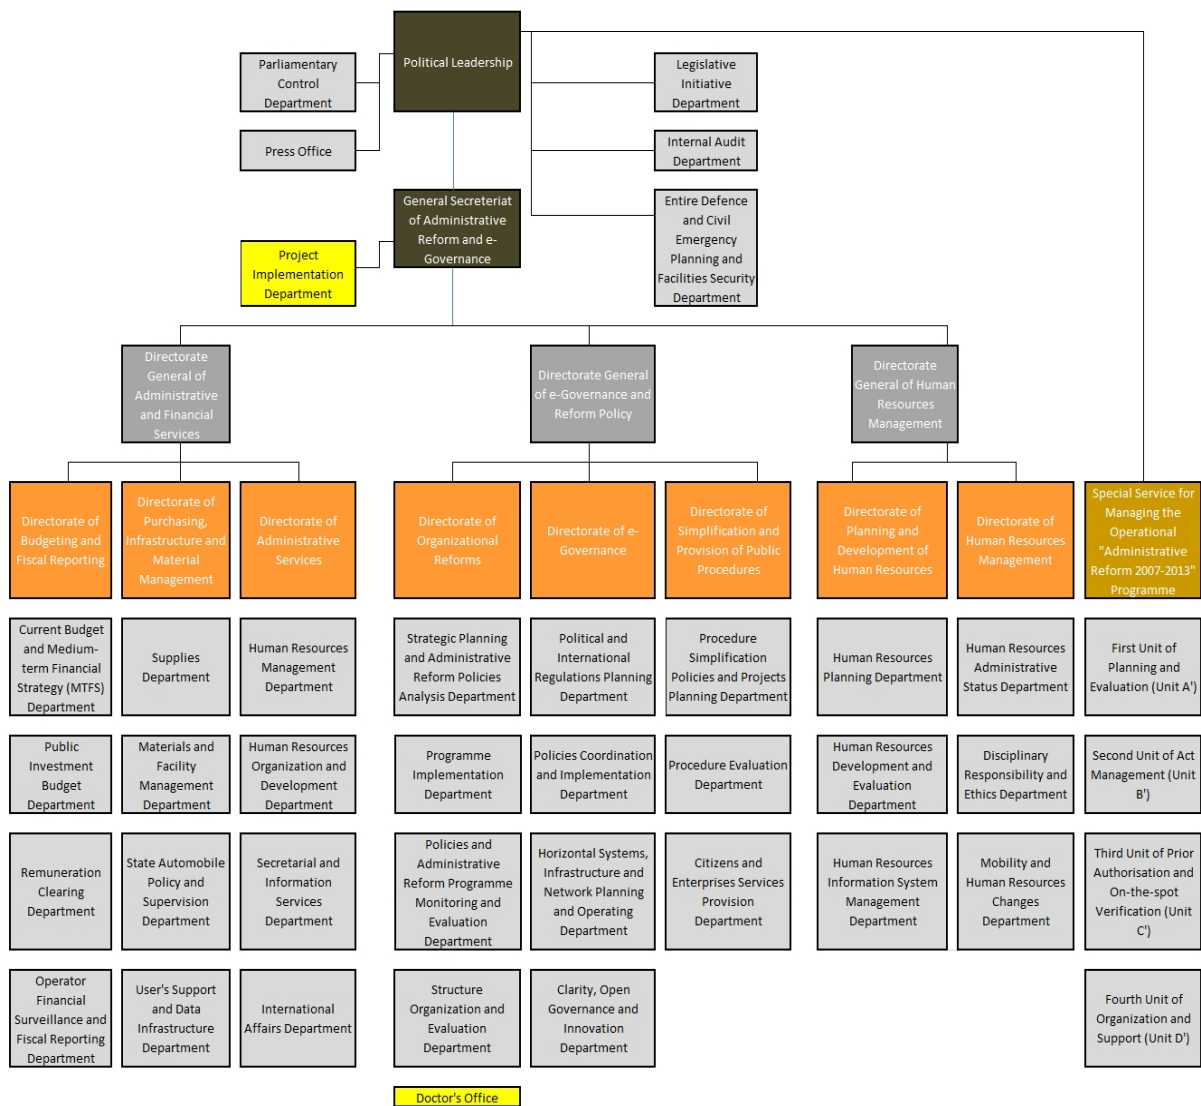 Political Leadership
Parliamentary
Control
Department
Legislative
Initiative
Department
Press Office
Internal Audit
Department
General Secreteriat
of Administrative
Reform and e-
Governance
Entire Defence
and Civil
Emergency
Planning and
Facilities Security
Department
Project
Implementation
Department
Directorate
General of
Administrative
and Financial
Services
Directorate General
of e-Governance and
Reform Policy
Directorate
General of Human
Resources
Management
Directorate of
Budgeting and
Fiscal Reporting
Directorate of
Purchasing,
Infrastructure and
Material
Management
Directorate of
Administrative
Services
Directorate of
Organizational
Reforms
Directorate of e-
Governance
Directorate of
Simplification and
Provision of Public
Procedures
Directorate of
Planning and
Development of
Human Resources
Directorate of
Human Resources
Management
Special Service for
Managing the
Operational
"Administrative
Reform 2007-2013"
Programme
Current Budget
and Medium-
term Financial
Strategy (MTFS)
Department
Supplies
Department
Human Resources
Management
Department
Strategic Planning
and Administrative
Reform Policies
Analysis Department
Political and
International
Regulations Planning
Department
Procedure
Simplification
Policies and Projects
Planning Department
Human Resources
Planning Department
Human Resources
Administrative
Status Department
First Unit of
Planning and
Evaluation (Unit A')
Public
Investment
Budget
Department
Materials and
Facility
Management
Department
Human Resources
Organization and
Development
Department
Programme
Implementation
Department
Policies Coordination
and Implementation
Department
Procedure Evaluation
Department
Human Resources
Development and
Evaluation
Department
Disciplinary
Responsibility and
Ethics Department
Second Unit of Act
Management (Unit
B')
Remuneration
Clearing
Department
State Automobile
Policy and
Supervision
Department
Secretarial and
Information
Services
Department
Policies and
Administrative
Reform Programme
Monitoring and
Evaluation
Department
Horizontal Systems,
Infrastructure and
Network Planning
and Operating
Department
Citizens and
Enterprises Services
Provision
Department
Human Resources
Information System
Management
Department
Mobility and
Human Resources
Changes
Department
Third Unit of Prior
Authorisation and
On-the-spot
Verification (Unit
C')
Operator
Financial
Surveillance and
Fiscal Reporting
Department
User's Support
and Data
Infrastructure
Department
International
Affairs Department
Structure
Organization and
Evaluation
Department
Clarity, Open
Governance and
Innovation
Department
Fourth Unit of
Organization and
Support (Unit D')
Doctor's Office